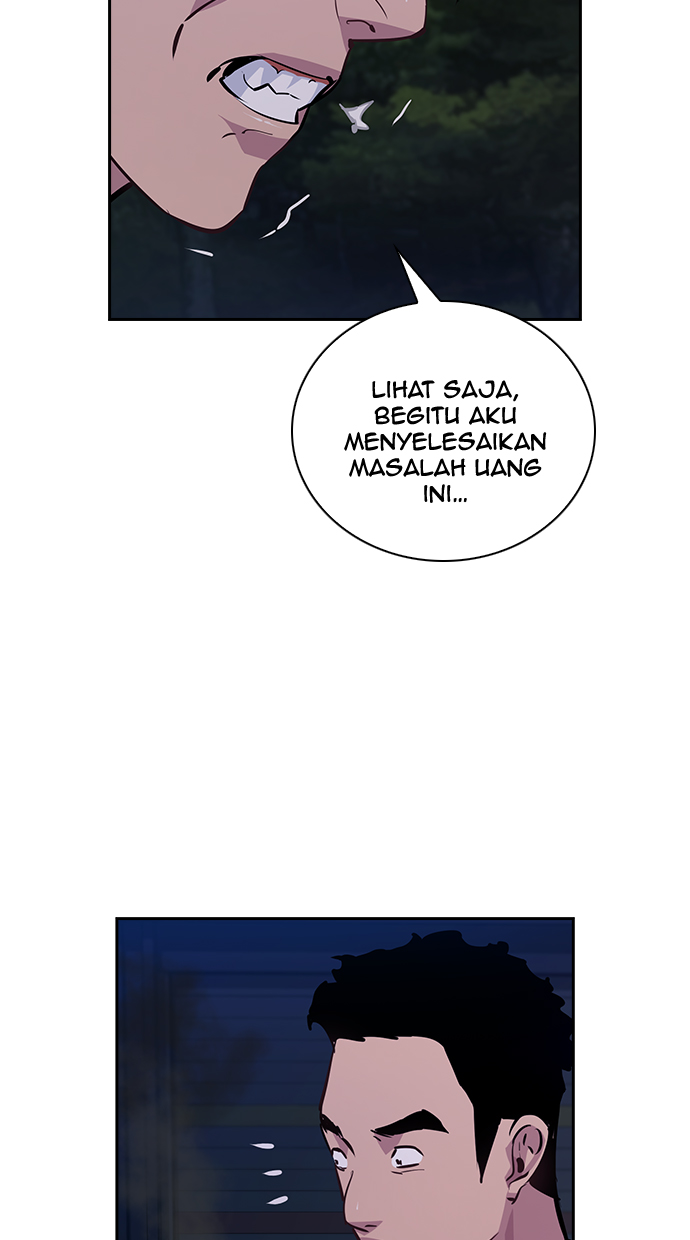 LIHAT SAJA,
BEGITU AKU
MENYELESAIKAN
MASALAH UANG
INI...